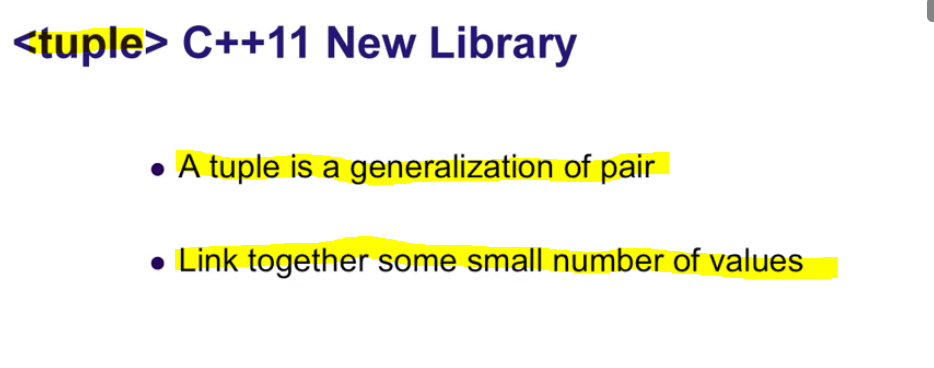 <tuple> C++11 New Library
• A tuple is a generalization of pair
• Link together some small number of values